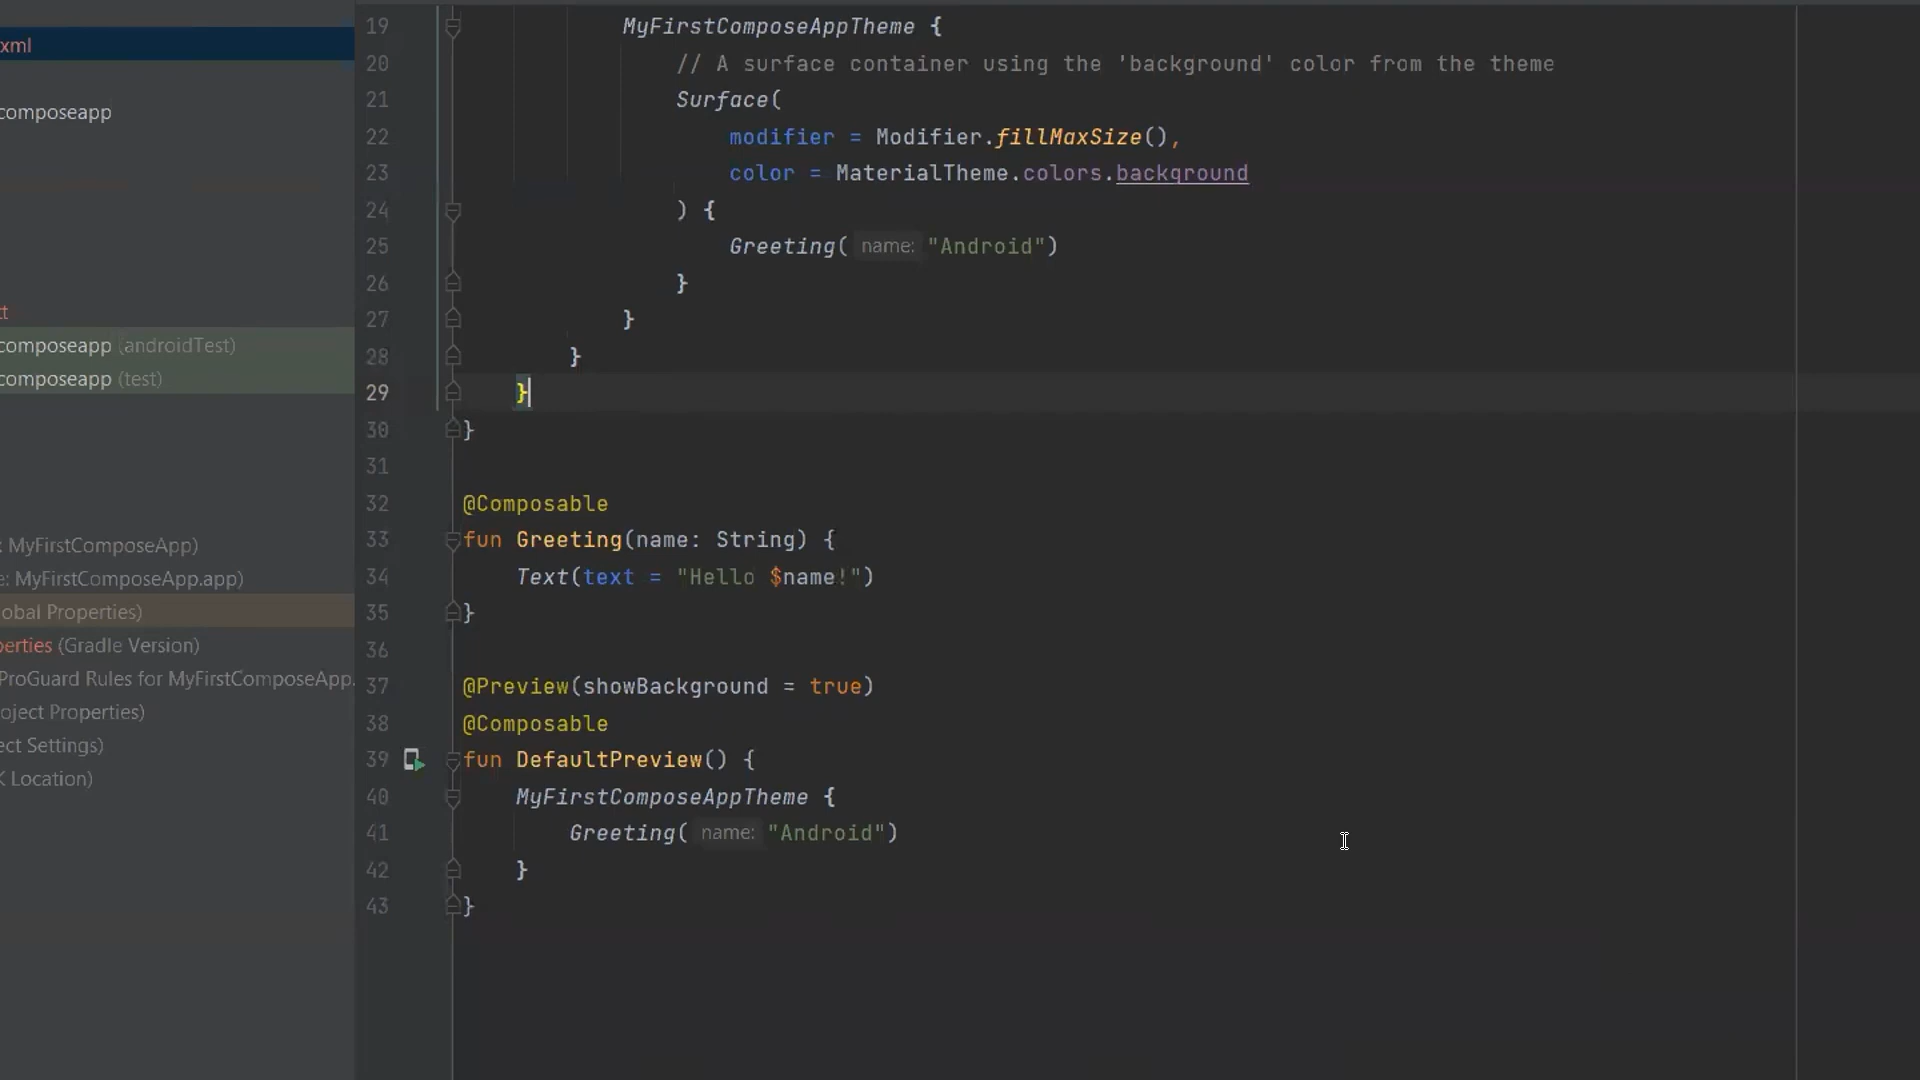 xml
composeapp
t
composeapp (androidTest)
composeapp (test)
: MyFirstComposeApp)
e: MyFirstComposeApp.app)
obal Properties)
perties (Gradle Version)
ProGuard Rules for MyFirstComposeApp.
oject Properties)
ect Settings)
K Location)
19 MyFirstComposeAppTheme {
20 // A surface container using the 'background' color from the theme
21 Surface(
22 modifier = Modifier.fillMaxSize(),
23 color = MaterialTheme.colors.background
24 ) {
25 Greeting( name: "Android")
26 }
27 }
28 }
29 }
30 }
31
32 @Composable
33 fun Greeting(name: String) {
34 Text(text = "Hello $name!")
35 }
36
37 @Preview(showBackground = true)
38 @Composable
39 fun DefaultPreview() {
40 MyFirstComposeAppTheme {
41 Greeting( name: "Android")
42 }
43 }